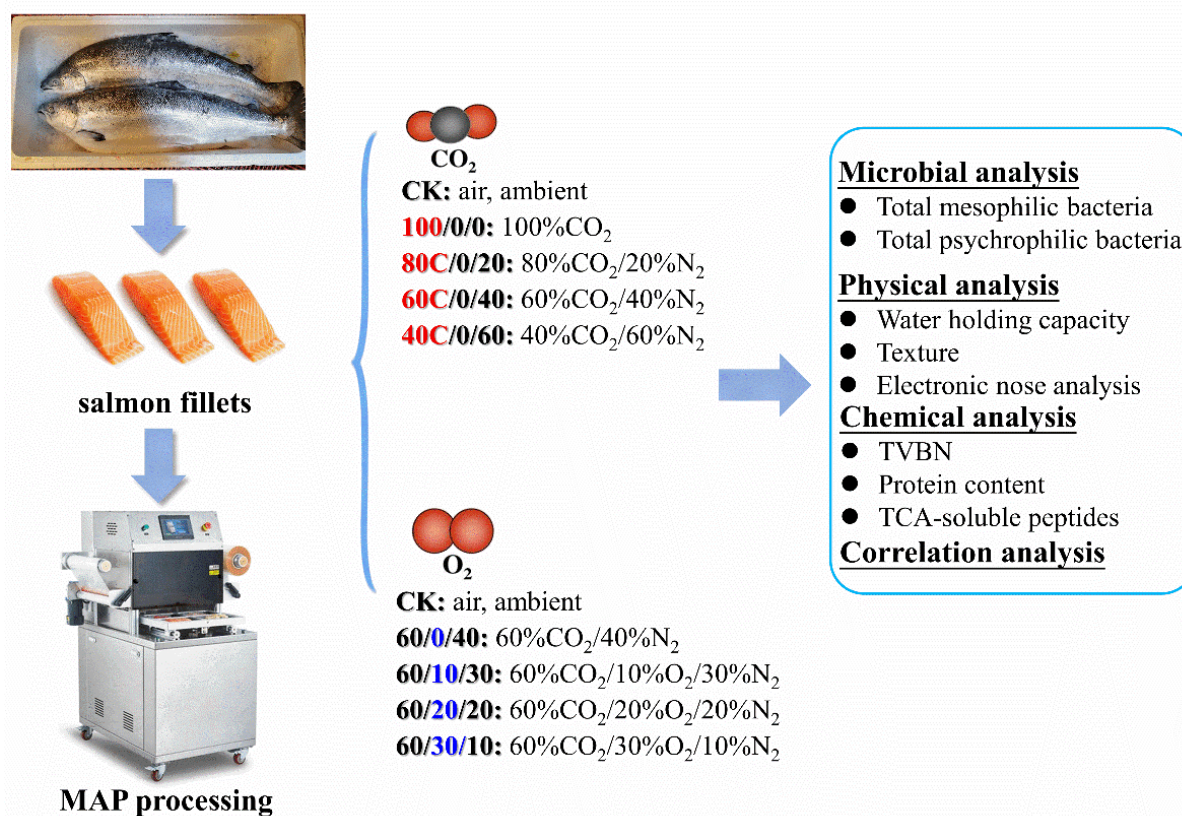 salmon fillets
MAP processing
CO₂
CK: air, ambient
100/0/0: 100%CO₂
80C/0/20: 80%CO₂/20%N₂
60C/0/40: 60%CO₂/40%N₂
40C/0/60: 40%CO₂/60%N₂
O₂
CK: air, ambient
60/0/40: 60%CO₂/40%N₂
60/10/30: 60%CO₂/10%O₂/30%N₂
60/20/20: 60%CO₂/20%O₂/20%N₂
60/30/10: 60%CO₂/30%O₂/10%N₂
Microbial analysis
● Total mesophilic bacteria
● Total psychrophilic bacteria
Physical analysis
● Water holding capacity
● Texture
● Electronic nose analysis
Chemical analysis
● TVBN
● Protein content
● TCA-soluble peptides
Correlation analysis